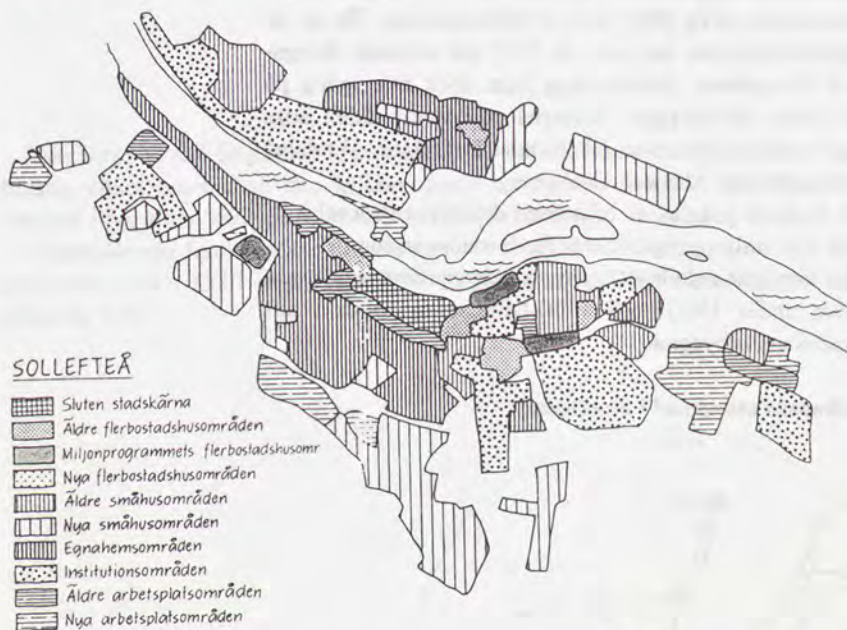 SOLLEFTEÅ
Sluten stadskärna
Äldre flerbostadshusområden
Miljonprogrammets flerbostadshusomr
Nya flerbostadshusområden
Äldre småhusområden
Nya småhusområden
Egnahemsområden
Institutionsområden
Äldre arbetsplatsområden
Nya arbetsplatsområden